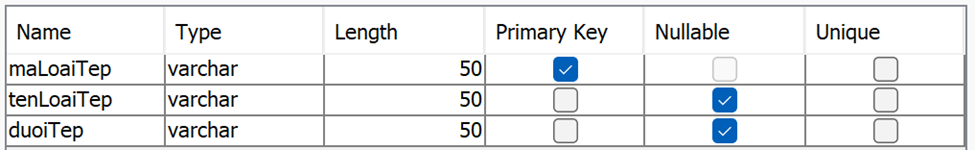 Name Type Length Primary Key Nullable Unique
maLoaiTep varchar 50
tenLoaiTep varchar 50
duoiTep varchar 50